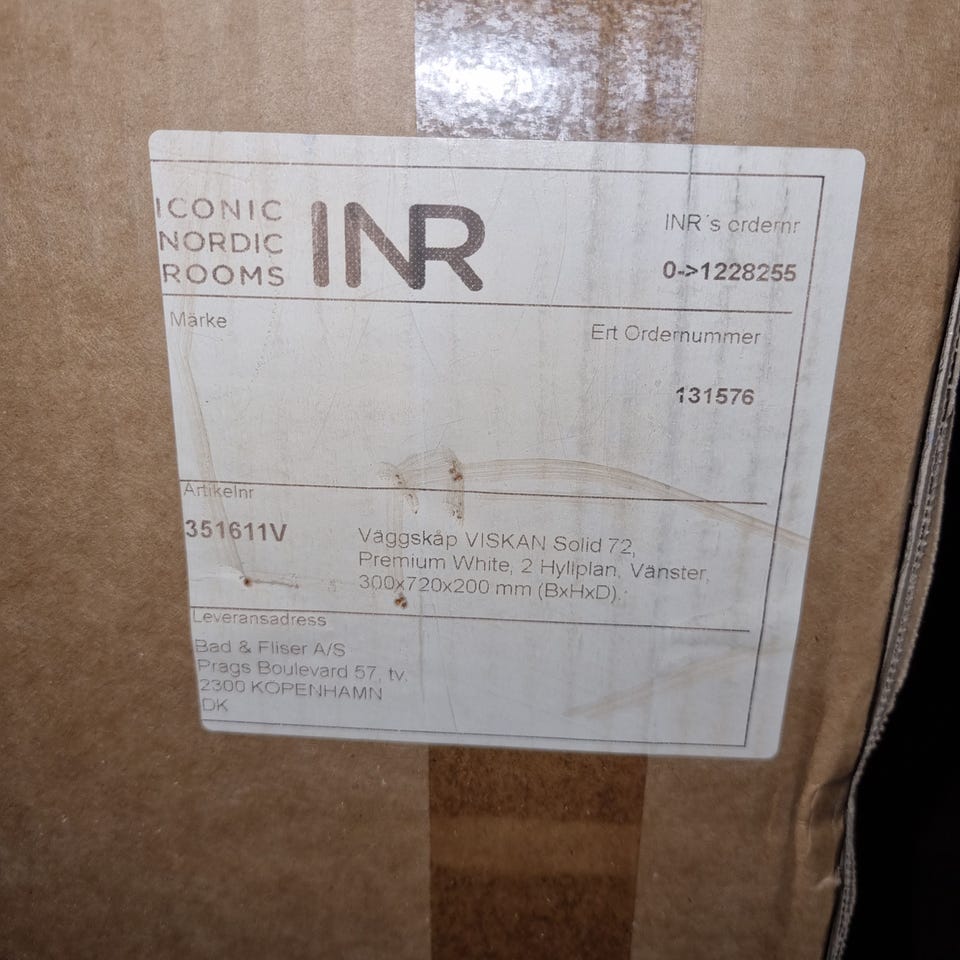 ICONIC
NORDIC
ROOMS
INR
INR´s ordernr
0->1228255
Märke
Ert Ordernummer
131576
Artikelnr
351611V
Väggskåp VISKAN Solid 72,
Premium White, 2 Hyllplan, Vänster,
300x720x200 mm (BxHxD),
Leveransadress
Bad & Fliser A/S
Prags Boulevard 57, tv.
2300 KÖPENHAMN
DK